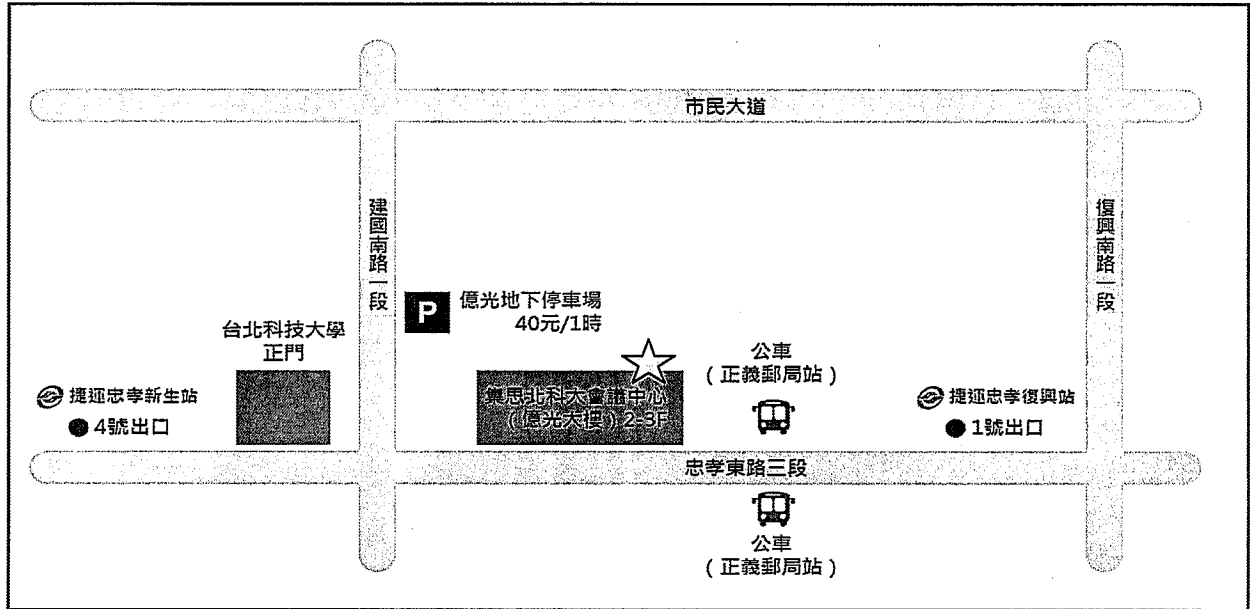 市民大道
建國南路一段
復興南路一段
P
億光地下停車場
40元/1時
台北科技大學
正門
公車
（正義郵局站）
捷運忠孝新生站
4號出口
集思北科大會議中心
（億光大樓）2-3F
捷運忠孝復興站
1號出口
忠孝東路三段
公車
（正義郵局站）